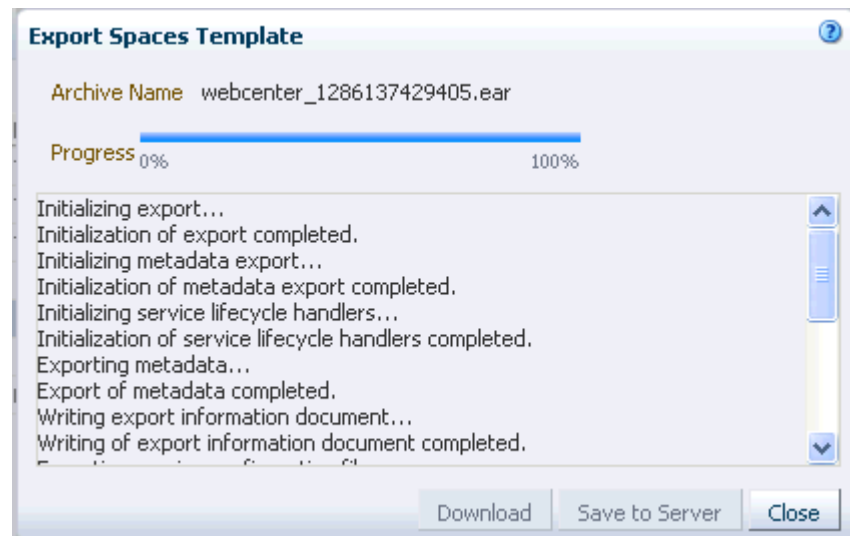 Export Spaces Template
Archive Name webcenter_1286137429405.ear
Progress 0% 100%
Initializing export...
Initialization of export completed.
Initializing metadata export...
Initialization of metadata export completed.
Initializing service lifecycle handlers...
Initialization of service lifecycle handlers completed.
Exporting metadata...
Export of metadata completed.
Writing export information document...
Writing of export information document completed.
Download Save to Server Close